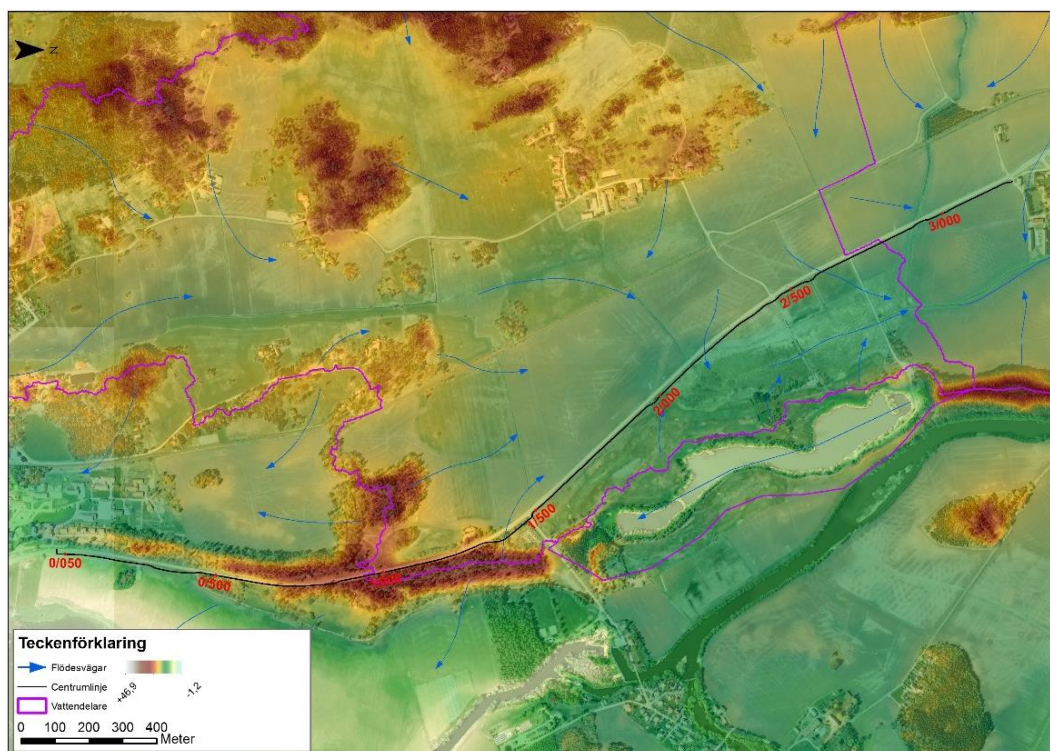 N
3/000
2/500
2/000
1/500
0/050
0/500
Teckenförklaring
Flödesvägar
Centrumlinje
+46,9
-1,2
Vattendelare
0 100 200 300 400
Meter